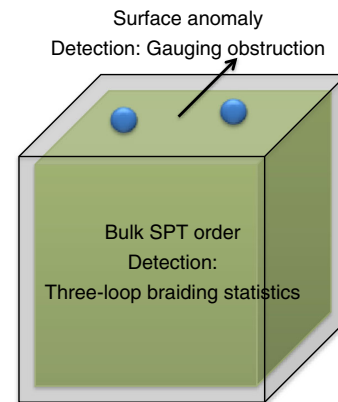 Surface anomaly
Detection: Gauging obstruction
Bulk SPT order
Detection:
Three-loop braiding statistics